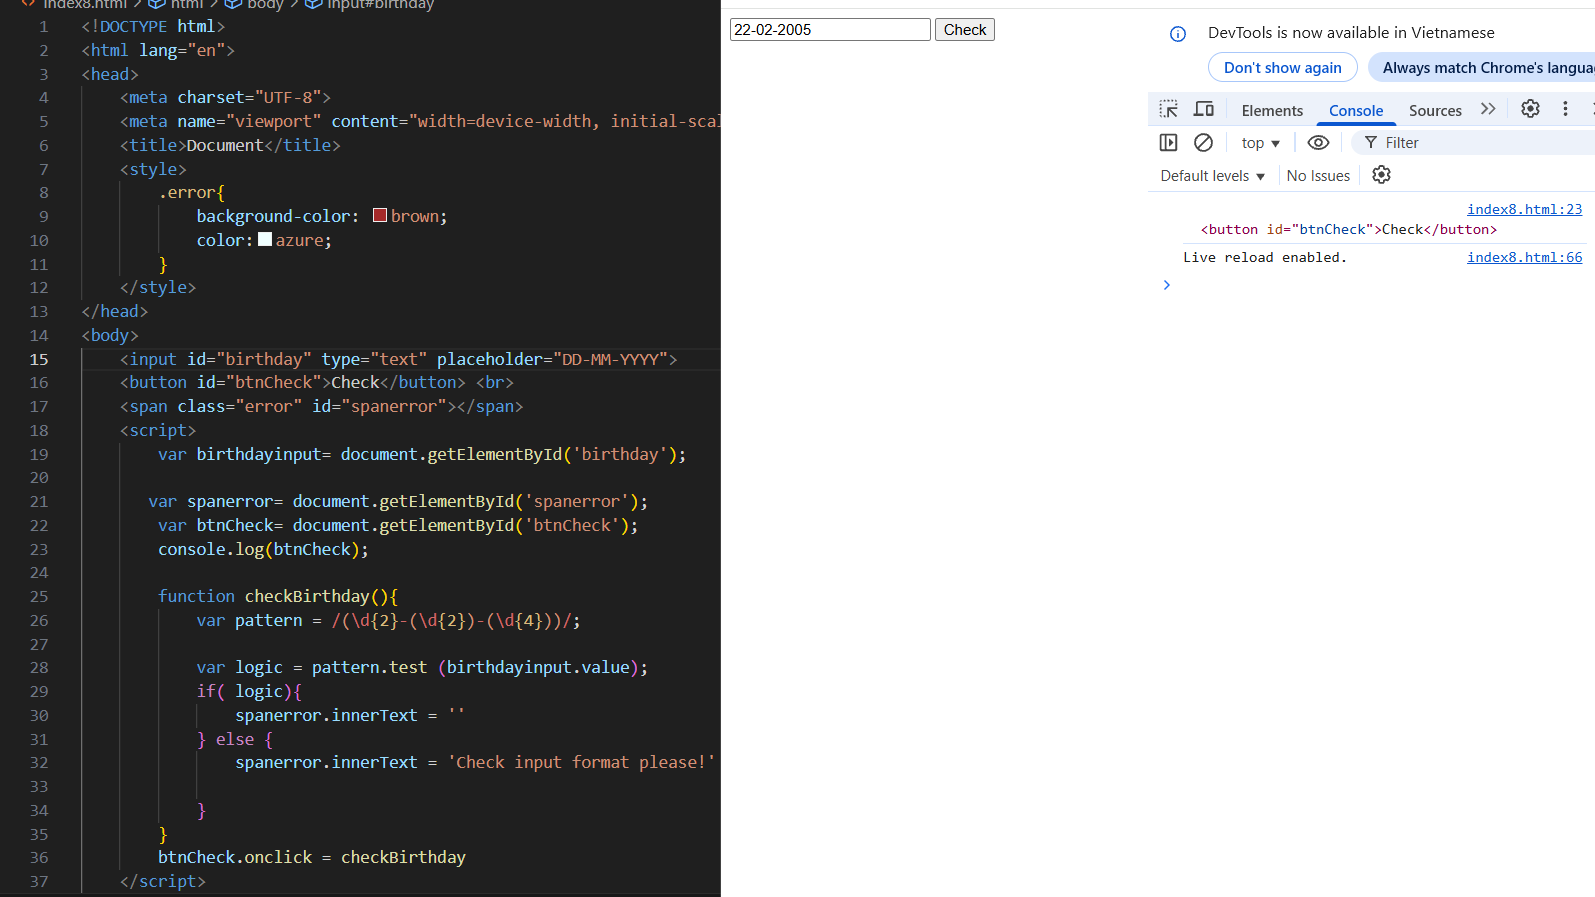 index8.html > html > body > input#birthday
1 <!DOCTYPE html>
2 <html lang="en">
3 <head>
4 <meta charset="UTF-8">
5 <meta name="viewport" content="width=device-width, initial-scal
6 <title>Document</title>
7 <style>
8 .error{
9 background-color: brown;
10 color: azure;
11 }
12 </style>
13 </head>
14 <body>
15 <input id="birthday" type="text" placeholder="DD-MM-YYYY">
16 <button id="btnCheck">Check</button> <br>
17 <span class="error" id="spanerror"></span>
18 <script>
19 var birthdayinput= document.getElementById('birthday');
20
21 var spanerror= document.getElementById('spanerror');
22 var btnCheck= document.getElementById('btnCheck');
23 console.log(btnCheck);
24
25 function checkBirthday(){
26 var pattern = /(\d{2}-(\d{2})-(\d{4}))/;
27
28 var logic = pattern.test (birthdayinput.value);
29 if( logic){
30 spanerror.innerText = ''
31 } else {
32 spanerror.innerText = 'Check input format please!'
33
34 }
35 }
36 btnCheck.onclick = checkBirthday
37 </script>
22-02-2005 Check
DevTools is now available in Vietnamese
Don't show again Always match Chrome's langua
Elements Console Sources
top Filter
Default levels No Issues
index8.html:23
<button id="btnCheck">Check</button>
Live reload enabled. index8.html:66